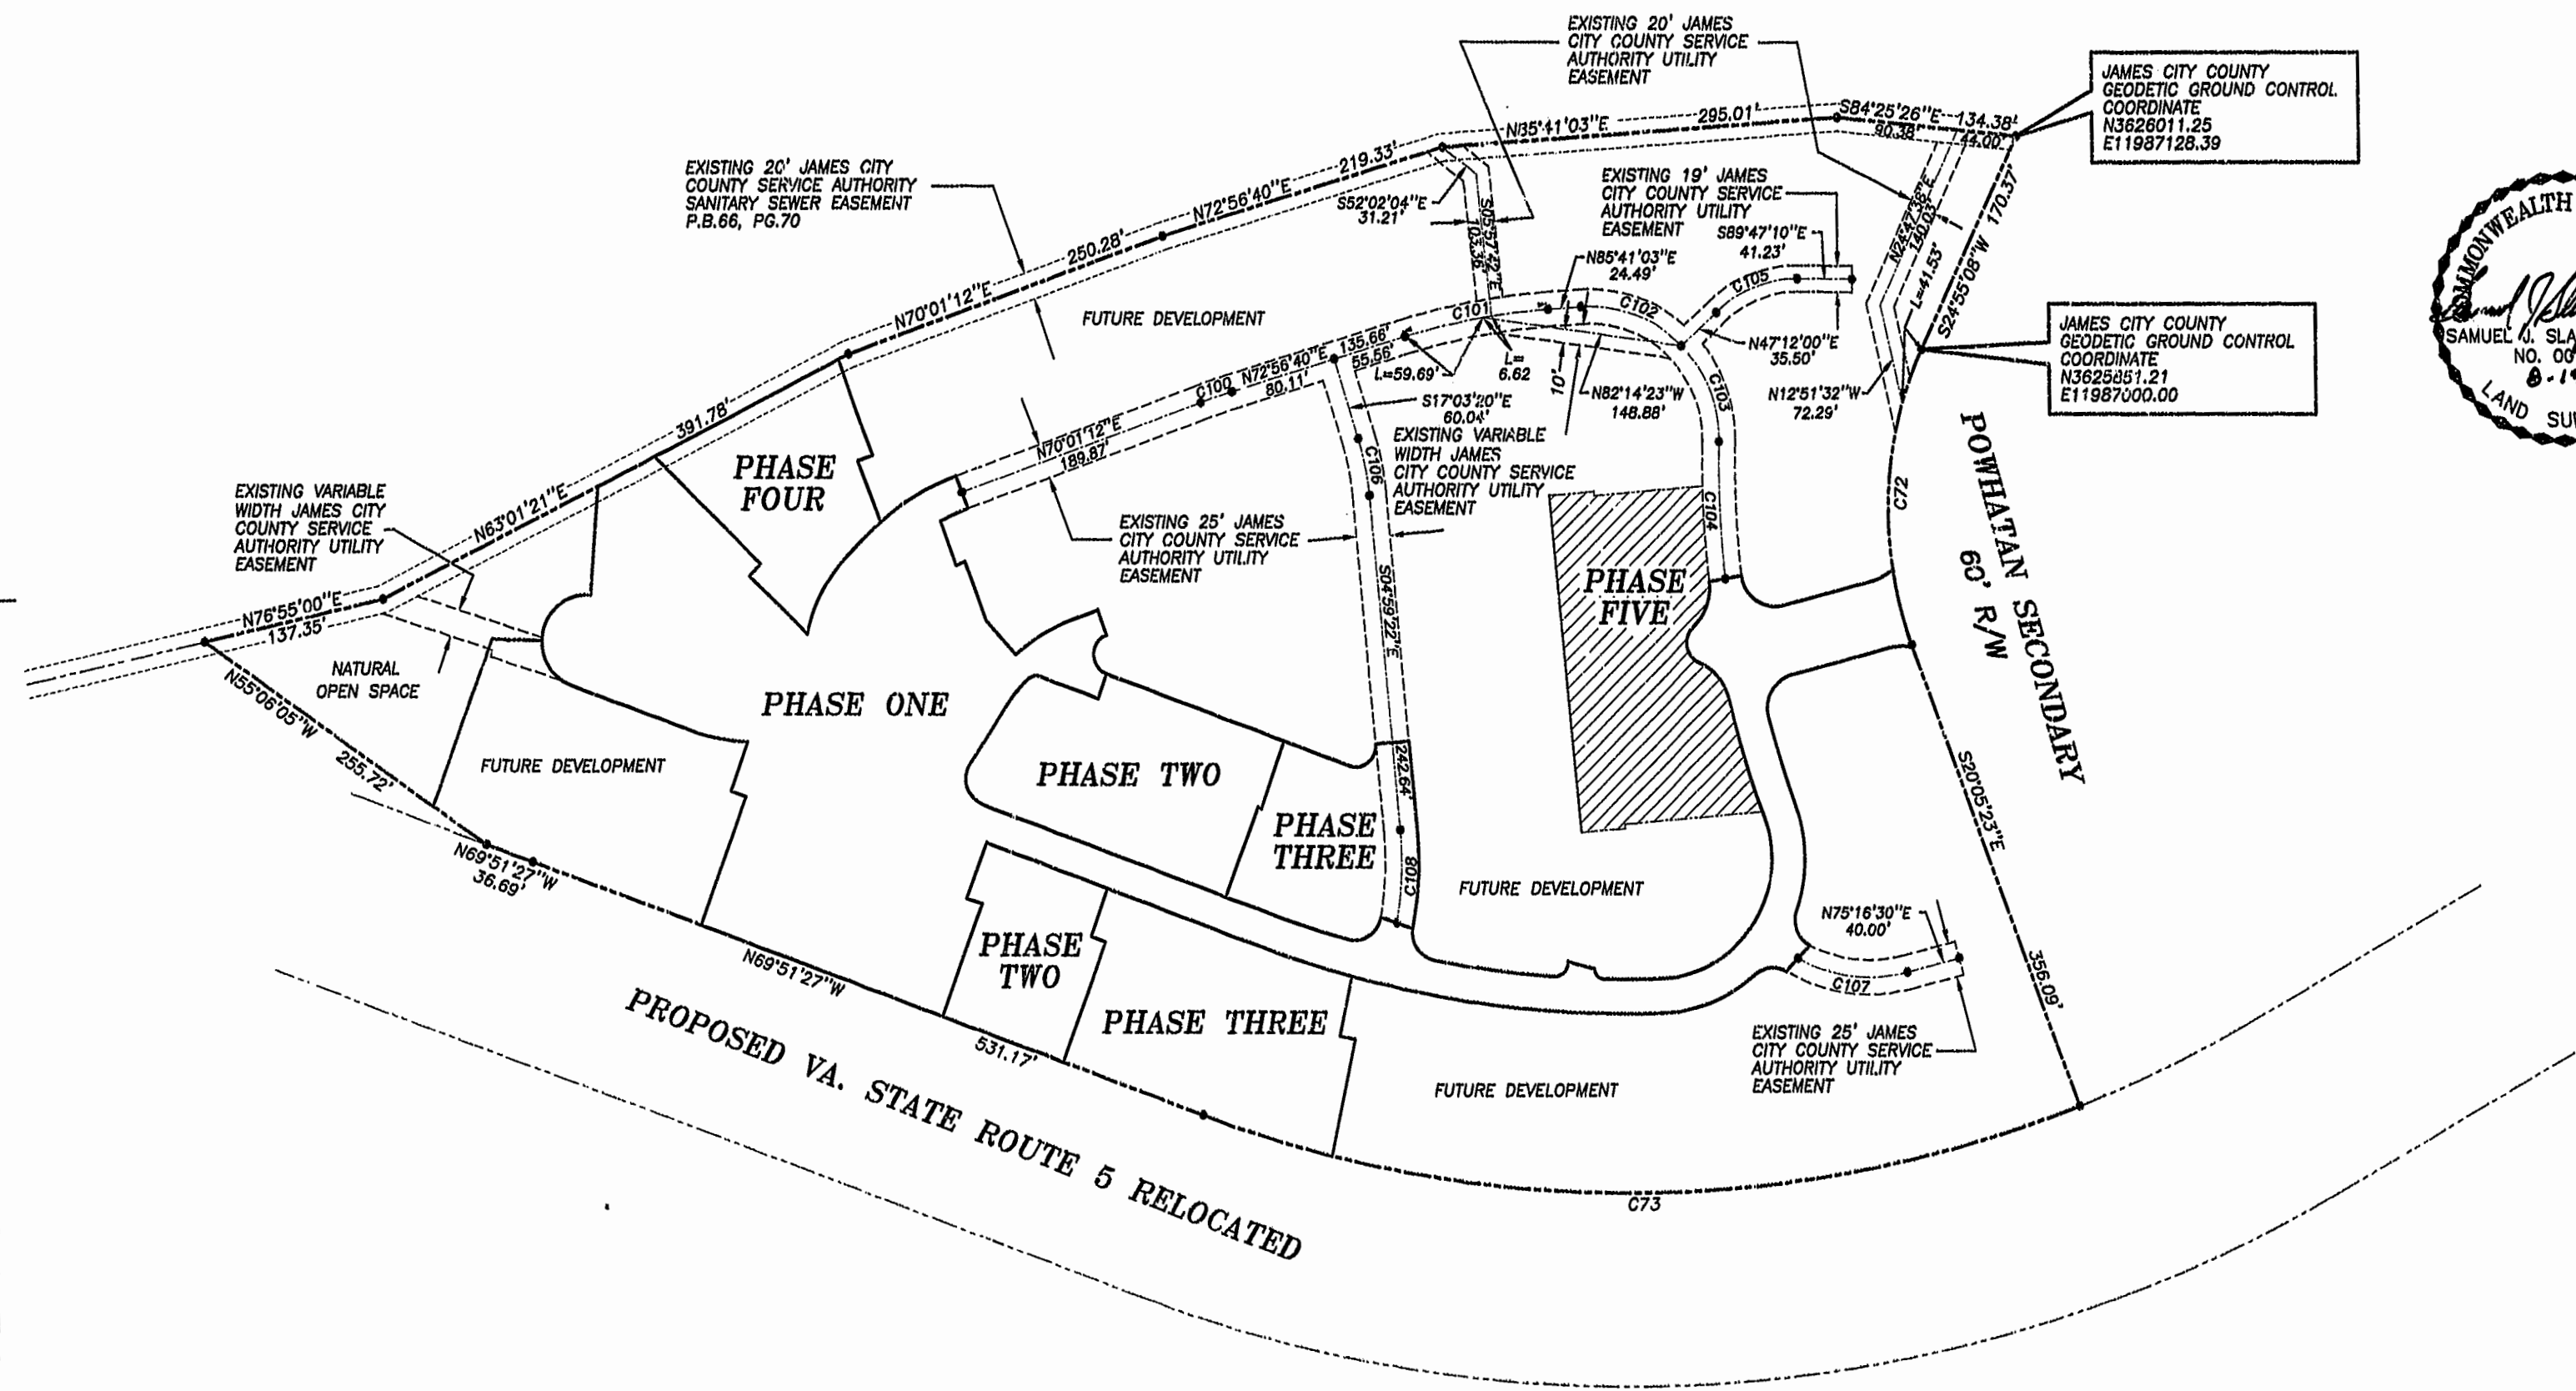 EXISTING 20' JAMES
CITY COUNTY SERVICE
AUTHORITY UTILITY
EASEMENT
JAMES CITY COUNTY
GEODETIC GROUND CONTROL
COORDINATE
N3626011.25
E11987128.39
S84°25'26"E
134.38'
90.38'
44.00'
295.01'
219.33'
N72°56'40"E
EXISTING 20' JAMES CITY
COUNTY SERVICE AUTHORITY
SANITARY SEWER EASEMENT
P.B.66, PG.70
250.28'
N70°01'12"E
S52°02'04"E
31.21'
EXISTING 19' JAMES
CITY COUNTY SERVICE
AUTHORITY UTILITY
EASEMENT
S89°47'10"E
41.23'
N85°41'03"E
24.49'
N24°47'38"E
140.03'
L=41.53'
S24°55'08"W 170.37'
COMMONWEALTH
SAMUEL J.
NO.
LAND
FUTURE DEVELOPMENT
C101
C102
C105
N47°12'00"E
35.50'
JAMES CITY COUNTY
GEODETIC GROUND CONTROL
COORDINATE
N3625851.21
E11987000.00
C100
N72°56'40"E
135.66'
80.11'
55.56'
L=59.69'
L=
6.62
10'
N82°14'23"W
148.88'
S17°03'20"E
60.04'
C103
N12°51'32"W
72.29'
391.78'
N63°01'21"E
PHASE
FOUR
N70°01'12"E
189.87'
C106
EXISTING VARIABLE
WIDTH JAMES
CITY COUNTY SERVICE
AUTHORITY UTILITY
EASEMENT
C104
C72
POWHATAN SECONDARY
60' R/W
EXISTING VARIABLE
WIDTH JAMES CITY
COUNTY SERVICE
AUTHORITY UTILITY
EASEMENT
EXISTING 25' JAMES
CITY COUNTY SERVICE
AUTHORITY UTILITY
EASEMENT
S04°59'22"E
242.64'
PHASE
FIVE
N76°55'00"E
137.35'
NATURAL
OPEN SPACE
N55°06'05"W
255.72'
PHASE ONE
FUTURE DEVELOPMENT
PHASE TWO
PHASE
THREE
C108
FUTURE DEVELOPMENT
S20°05'23"E
356.09'
N69°51'27"W
36.69'
N69°51'27"W
531.17'
PHASE
TWO
PHASE THREE
N75°16'30"E
40.00'
C107
EXISTING 25' JAMES
CITY COUNTY SERVICE
AUTHORITY UTILITY
EASEMENT
FUTURE DEVELOPMENT
PROPOSED VA. STATE ROUTE 5 RELOCATED
C73